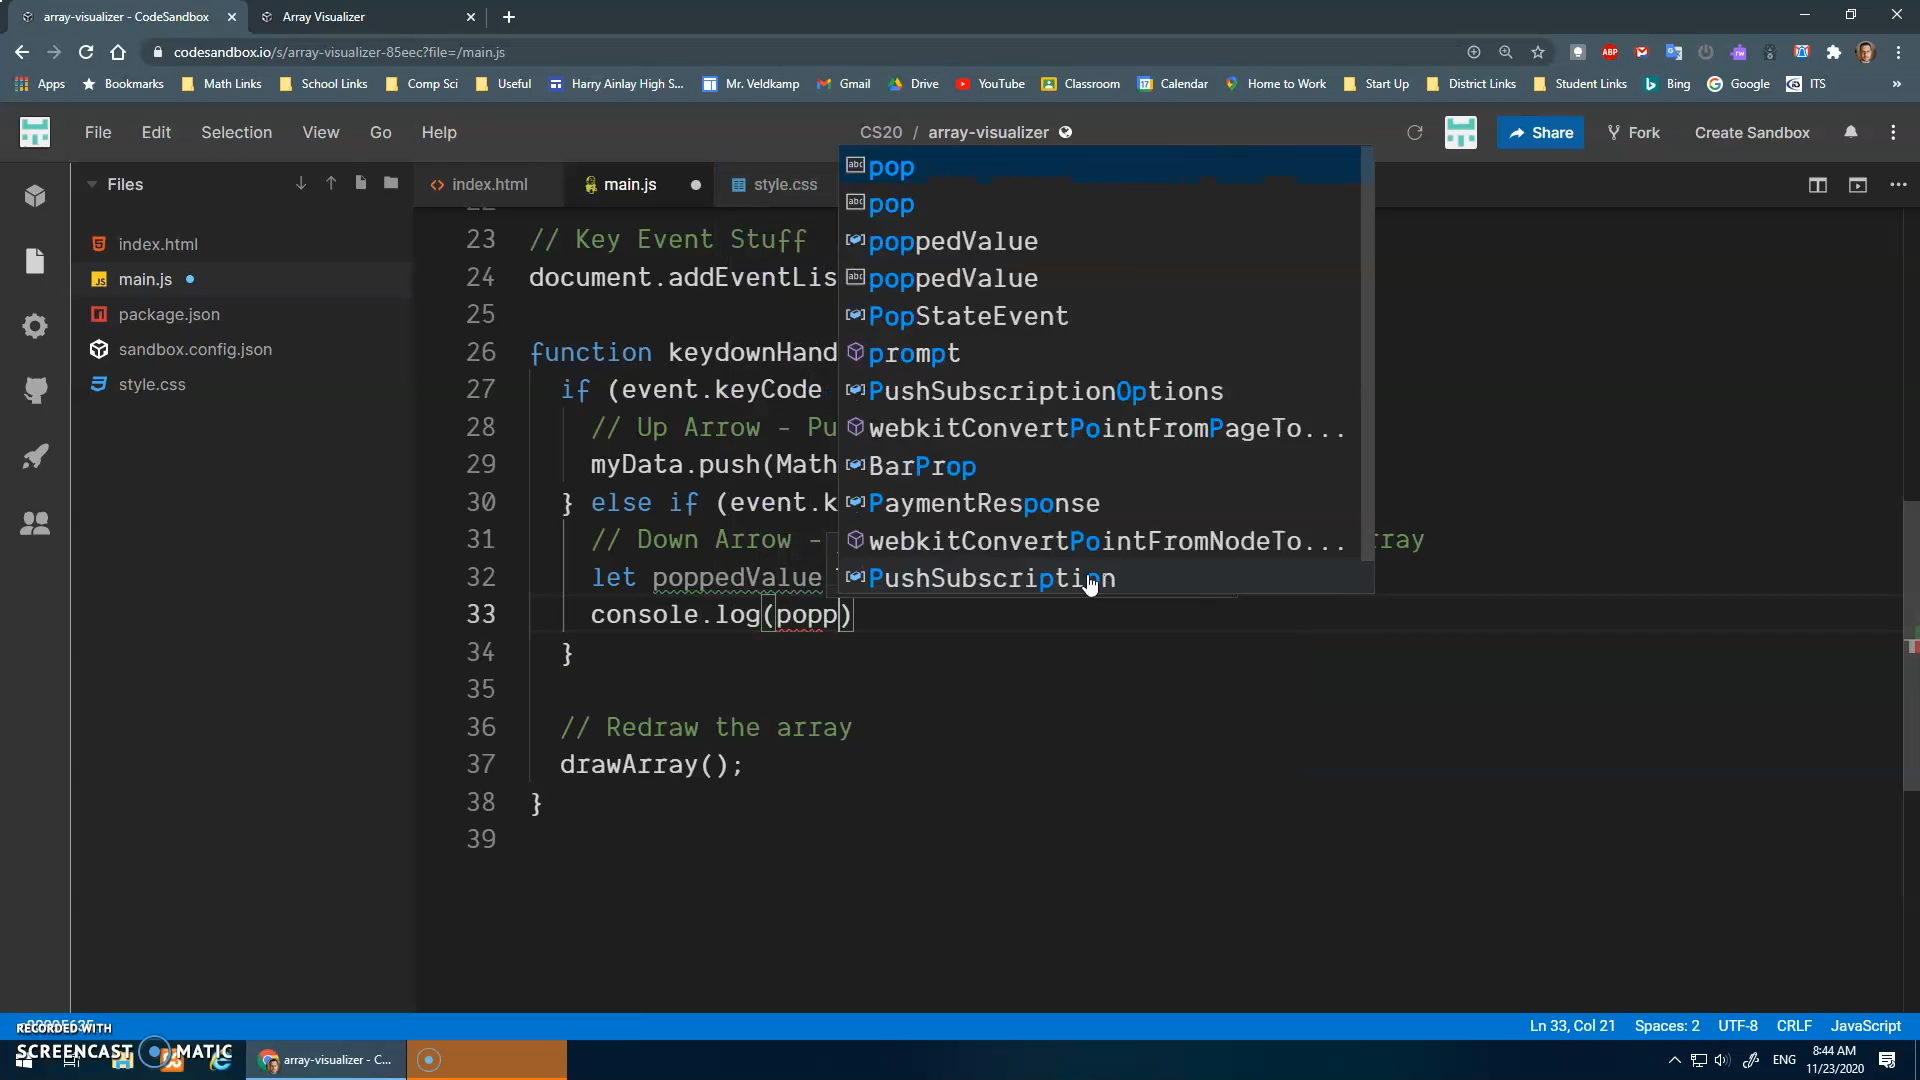 array-visualizer - CodeSandbox
Array Visualizer
codesandbox.io/s/array-visualizer-85eec?file=/main.js
Apps
Bookmarks
Math Links
School Links
Comp Sci
Useful
Harry Ainlay High S...
Mr. Veldkamp
Gmail
Drive
YouTube
Classroom
Calendar
Home to Work
Start Up
District Links
Student Links
Bing
Google
ITS
File
Edit
Selection
View
Go
Help
CS20 / array-visualizer
Share
Fork
Create Sandbox
Files
index.html
main.js
package.json
sandbox.config.json
style.css
index.html
main.js
style.css
23 // Key Event Stuff
24 document.addEventLis
25
26 function keydownHand
27 if (event.keyCode
28 // Up Arrow - Pu
29 myData.push(Math
30 } else if (event.k
31 // Down Arrow - rray
32 let poppedValue
33 console.log(popp)
34 }
35
36 // Redraw the array
37 drawArray();
38 }
39
pop
pop
poppedValue
poppedValue
PopStateEvent
prompt
PushSubscriptionOptions
webkitConvertPointFromPageTo...
BarProp
PaymentResponse
webkitConvertPointFromNodeTo...
PushSubscription
Ln 33, Col 21
Spaces: 2
UTF-8
CRLF
JavaScript
RECORDED WITH
SCREENCAST MATIC
array-visualizer - C...
ENG
8:44 AM
11/23/2020